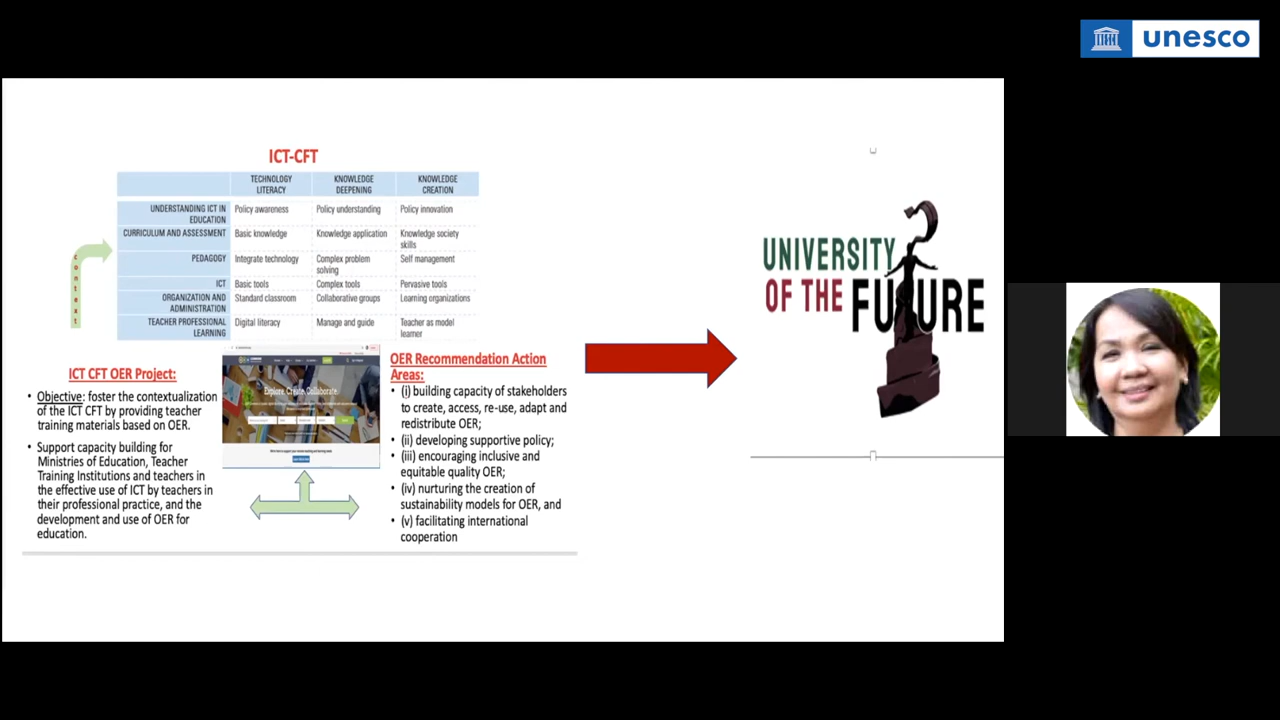 unesco
ICT-CFT
TECHNOLOGY LITERACY
KNOWLEDGE DEEPENING
KNOWLEDGE CREATION
UNDERSTANDING ICT IN EDUCATION
Policy awareness
Policy understanding
Policy innovation
CURRICULUM AND ASSESSMENT
Basic knowledge
Knowledge application
Knowledge society skills
PEDAGOGY
Integrate technology
Complex problem solving
Self management
ICT
Basic tools
Complex tools
Pervasive tools
ORGANIZATION AND ADMINISTRATION
Standard classroom
Collaborative groups
Learning organizations
TEACHER PROFESSIONAL LEARNING
Digital literacy
Manage and guide
Teacher as model learner
context
ICT CFT OER Project:
• Objective: foster the contextualization
of the ICT CFT by providing teacher
training materials based on OER.
• Support capacity building for
Ministries of Education, Teacher
Training Institutions and teachers in
the effective use of ICT by teachers in
their professional practice, and the
development and use of OER for
education.
Explore. Create. Collaborate.
OER Recommendation Action
Areas:
• (i) building capacity of stakeholders
to create, access, re-use, adapt and
redistribute OER;
• (ii) developing supportive policy;
• (iii) encouraging inclusive and
equitable quality OER;
• (iv) nurturing the creation of
sustainability models for OER, and
• (v) facilitating international
cooperation
UNIVERSITY
OF THE FUTURE